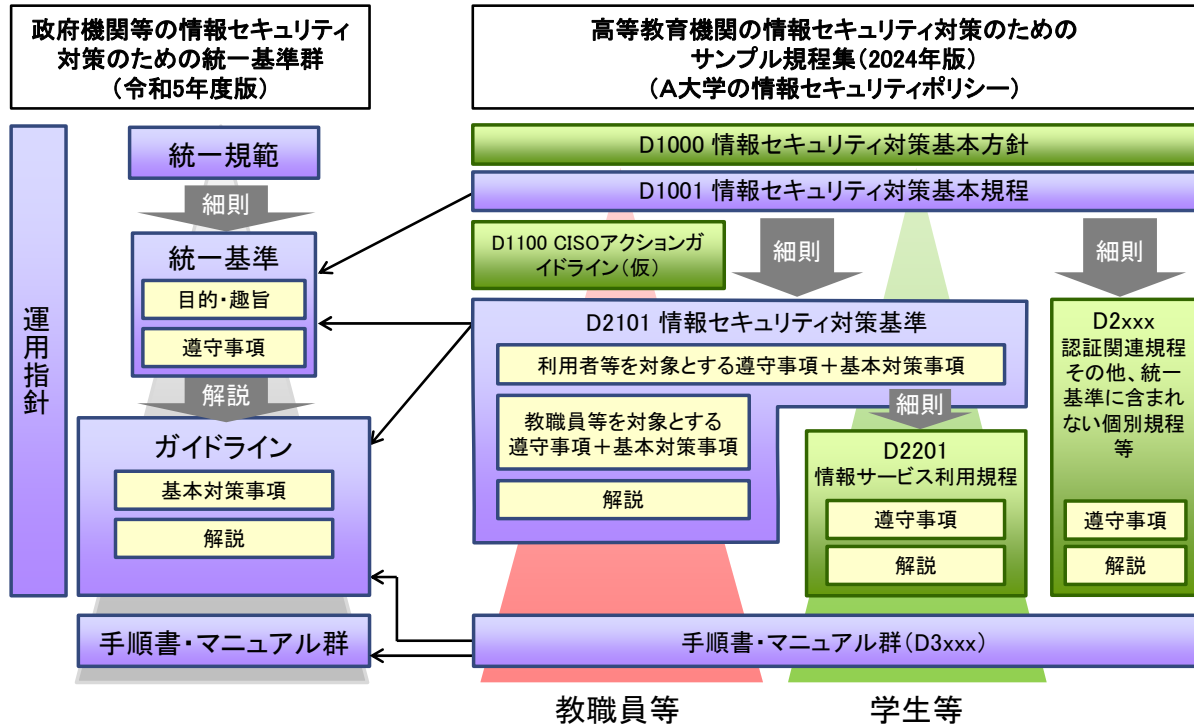 政府機関等の情報セキュリティ
対策のための統一基準群
（令和5年度版）
運用指針
統一規範
細則
統一基準
目的・趣旨
遵守事項
解説
ガイドライン
基本対策事項
解説
手順書・マニュアル群
高等教育機関の情報セキュリティ対策のための
サンプル規程集（2024年版）
（A大学の情報セキュリティポリシー）
D1000 情報セキュリティ対策基本方針
D1001 情報セキュリティ対策基本規程
D1100 CISOアクションガ
イドライン（仮）
細則
細則
D2101 情報セキュリティ対策基準
利用者等を対象とする遵守事項＋基本対策事項
教職員等を対象とする
遵守事項＋基本対策事項
解説
細則
D2201
情報サービス利用規程
遵守事項
解説
D2xxx
認証関連規程
その他、統一
基準に含まれ
ない個別規程
等
遵守事項
解説
手順書・マニュアル群（D3xxx）
教職員等
学生等